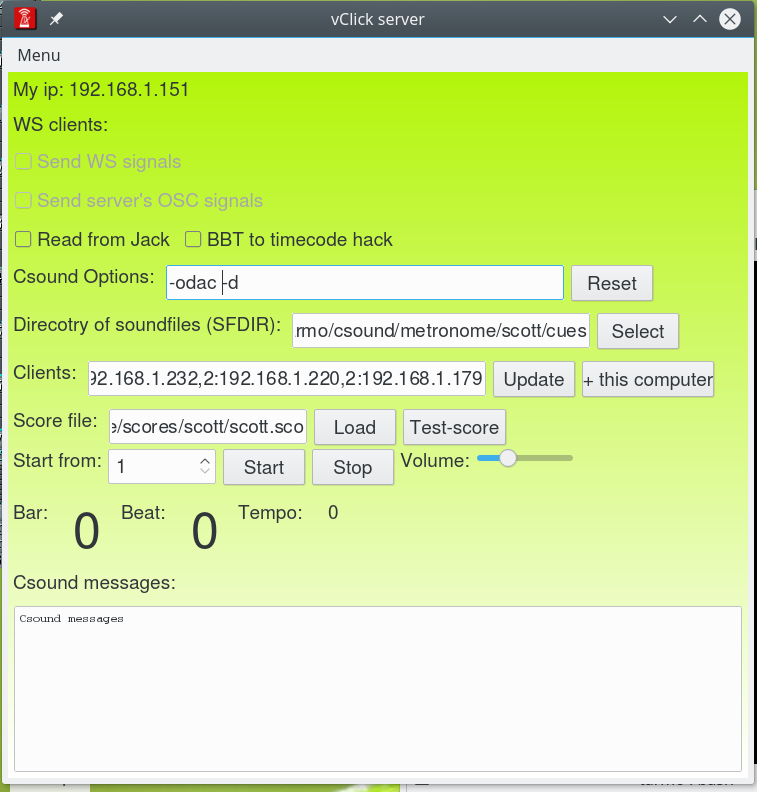 vClick server
Menu
My ip: 192.168.1.151
WS clients:
Send WS signals
Send server's OSC signals
Read from Jack BBT to timecode hack
Csound Options: -odac -d Reset
Direcotry of soundfiles (SFDIR): rmo/csound/metronome/scott/cues Select
Clients: 92.168.1.232,2:192.168.1.220,2:192.168.1.179 Update + this computer
Score file: e/scores/scott/scott.sco Load Test-score
Start from: 1 Start Stop Volume:
Bar: 0 Beat: 0 Tempo: 0
Csound messages:
Csound messages